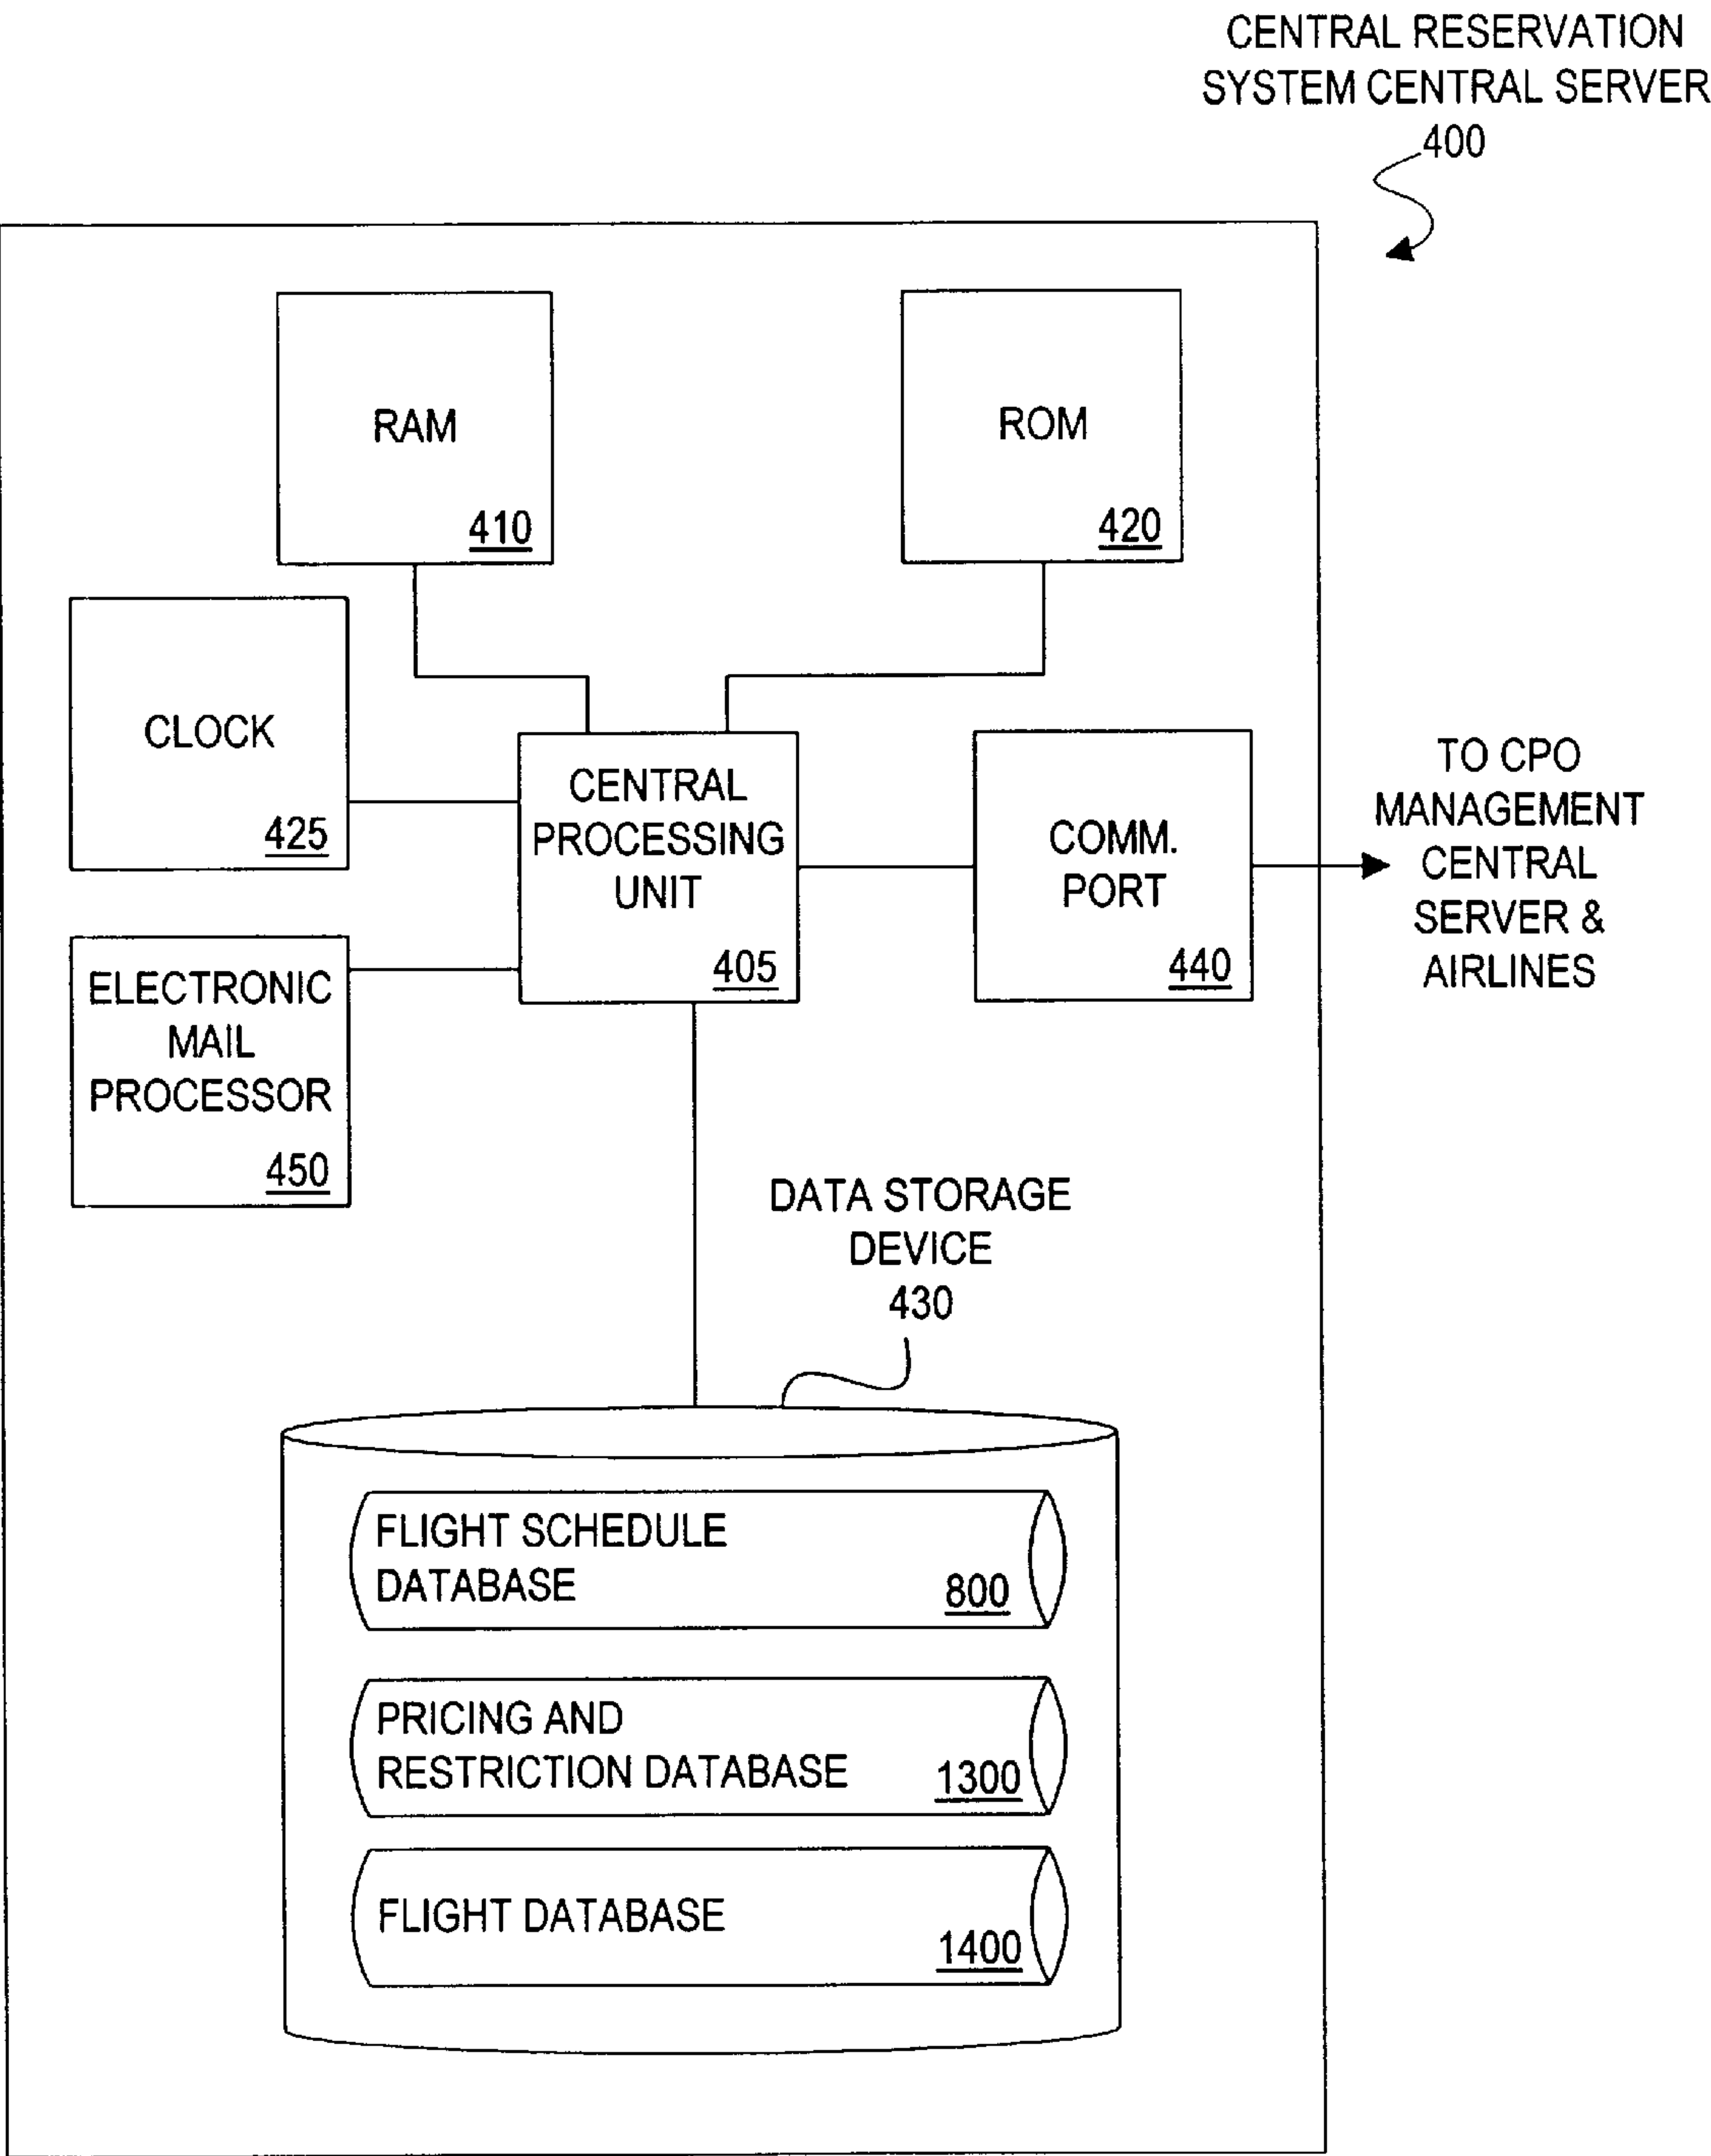 CENTRAL RESERVATION
SYSTEM CENTRAL SERVER
400
RAM
410
ROM
420
CLOCK
425
CENTRAL
PROCESSING
UNIT
405
COMM.
PORT
440
TO CPO
MANAGEMENT
CENTRAL
SERVER &
AIRLINES
ELECTRONIC
MAIL
PROCESSOR
450
DATA STORAGE
DEVICE
430
FLIGHT SCHEDULE
DATABASE
800
PRICING AND
RESTRICTION DATABASE
1300
FLIGHT DATABASE
1400